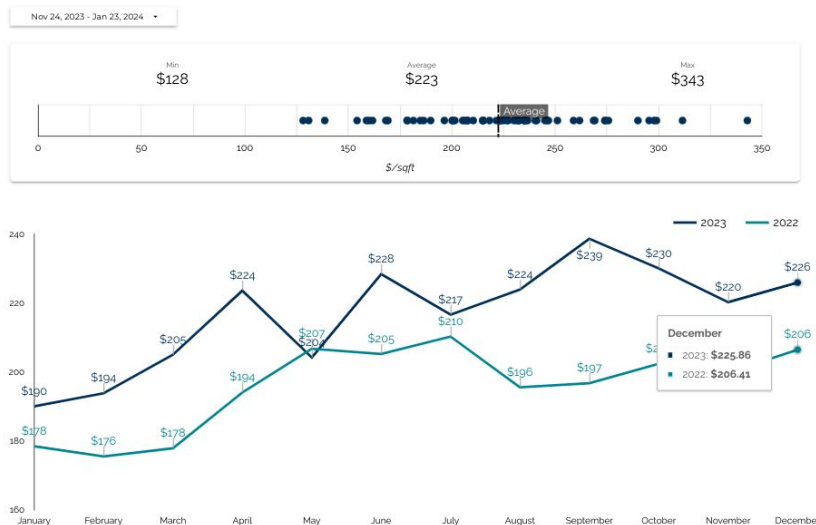 Nov 24, 2023 - Jan 23, 2024
Min Average Max
$128 $223 $343
Average
0 50 100 150 200 250 300 350
$/sqft
2023 2022
240
220
200
180
160
$190 $194 $205 $224 $204 $228 $217 $224 $239 $230 $220 $226
$178 $176 $178 $194 $207 $205 $210 $196 $197 $206
December
2023: $225.86
2022: $206.41
January February March April May June July August September October November Decembe